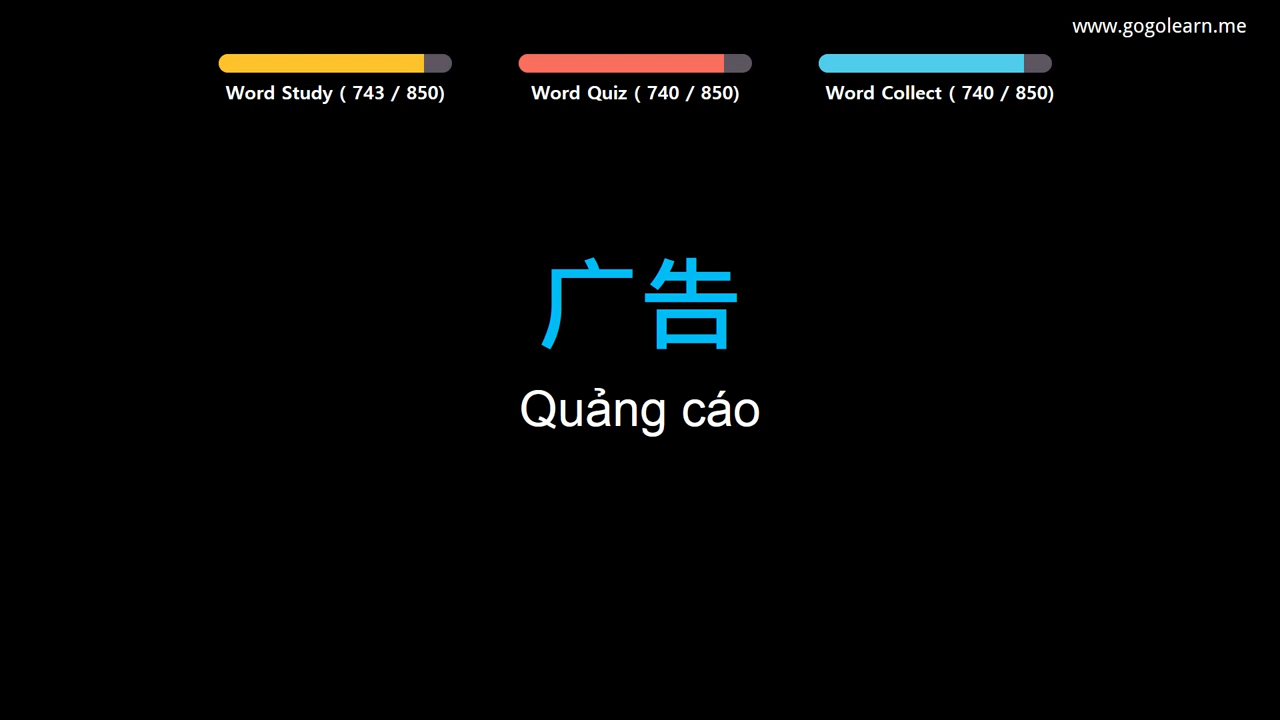 www.gogolearn.me
Word Study ( 743 / 850)
Word Quiz ( 740 / 850)
Word Collect ( 740 / 850)
广告
Quảng cáo